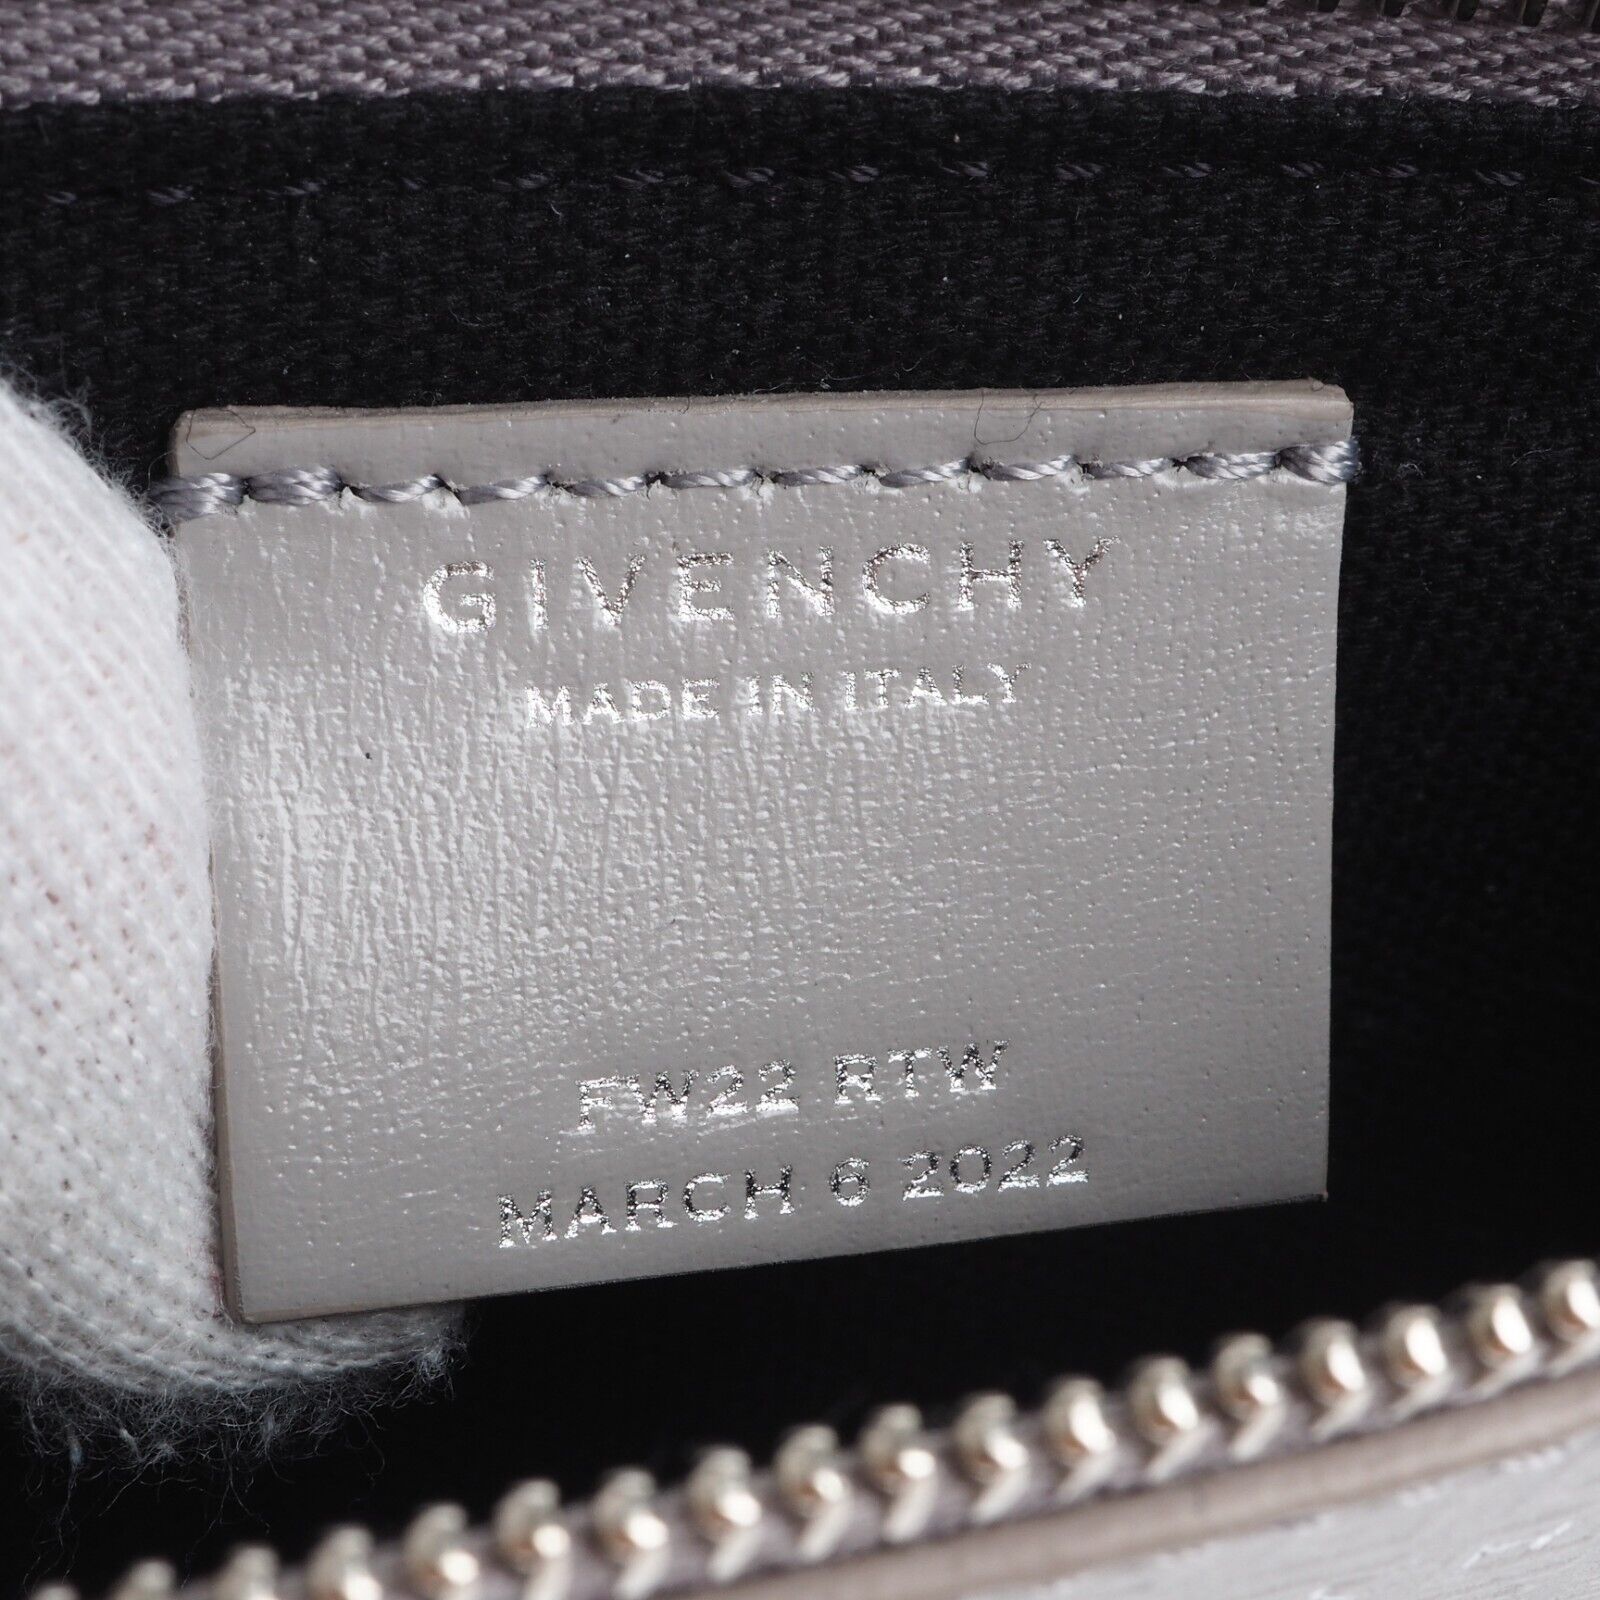 GIVENCHY
MADE IN ITALY
FW22 RTW
MARCH 6 2022